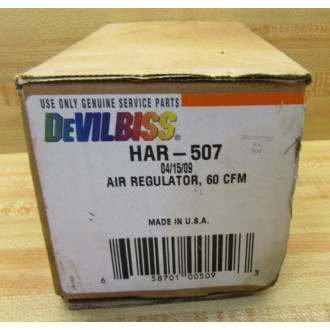 USE ONLY GENUINE SERVICE PARTS
DEVILBISS®
HAR-507
04/15/09
AIR REGULATOR, 60 CFM
MADE IN U.S.A.
6 58701 00509 3